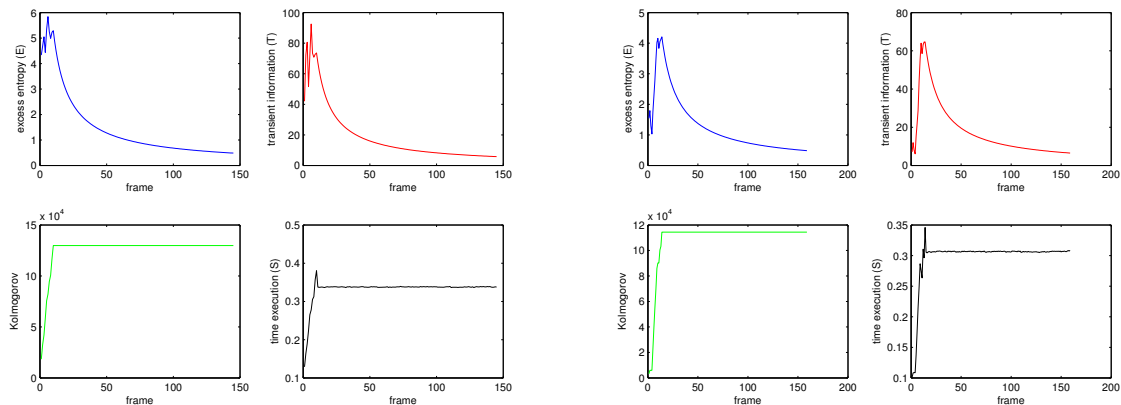 6
5
4
3
2
1
0
excess entropy (E)
0 50 100 150
frame
100
80
60
40
20
0
transient information (T)
0 50 100 150
frame
5
4
3
2
1
0
excess entropy (E)
0 50 100 150 200
frame
80
60
40
20
0
transient information (T)
0 50 100 150 200
frame
x 10⁴
15
10
5
0
Kolmogorov
0 50 100 150
frame
0.5
0.4
0.3
0.2
0.1
time execution (S)
0 50 100 150
frame
x 10⁴
12
10
8
6
4
2
0
Kolmogorov
0 50 100 150 200
frame
0.35
0.3
0.25
0.2
0.15
0.1
time execution (S)
0 50 100 150 200
frame